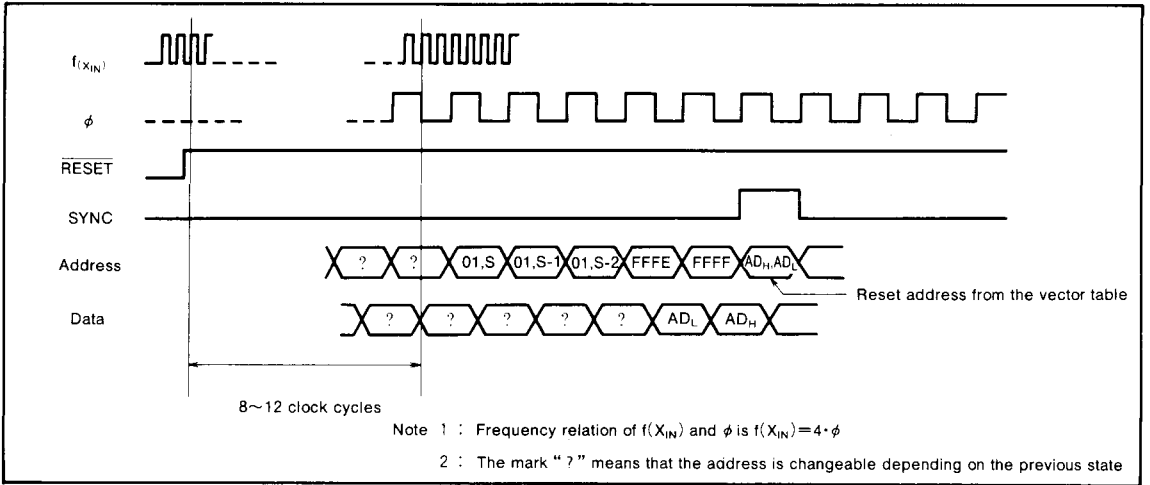 f(XIN)
ϕ
RESET
SYNC
Address ? ? 01,S 01,S-1 01,S-2 FFFE FFFF ADH,ADL
Reset address from the vector table
Data ? ? ? ? ? ADL ADH
8～12 clock cycles
Note 1 : Frequency relation of f(XIN) and ϕ is f(XIN)=4·ϕ
2 : The mark “?” means that the address is changeable depending on the previous state